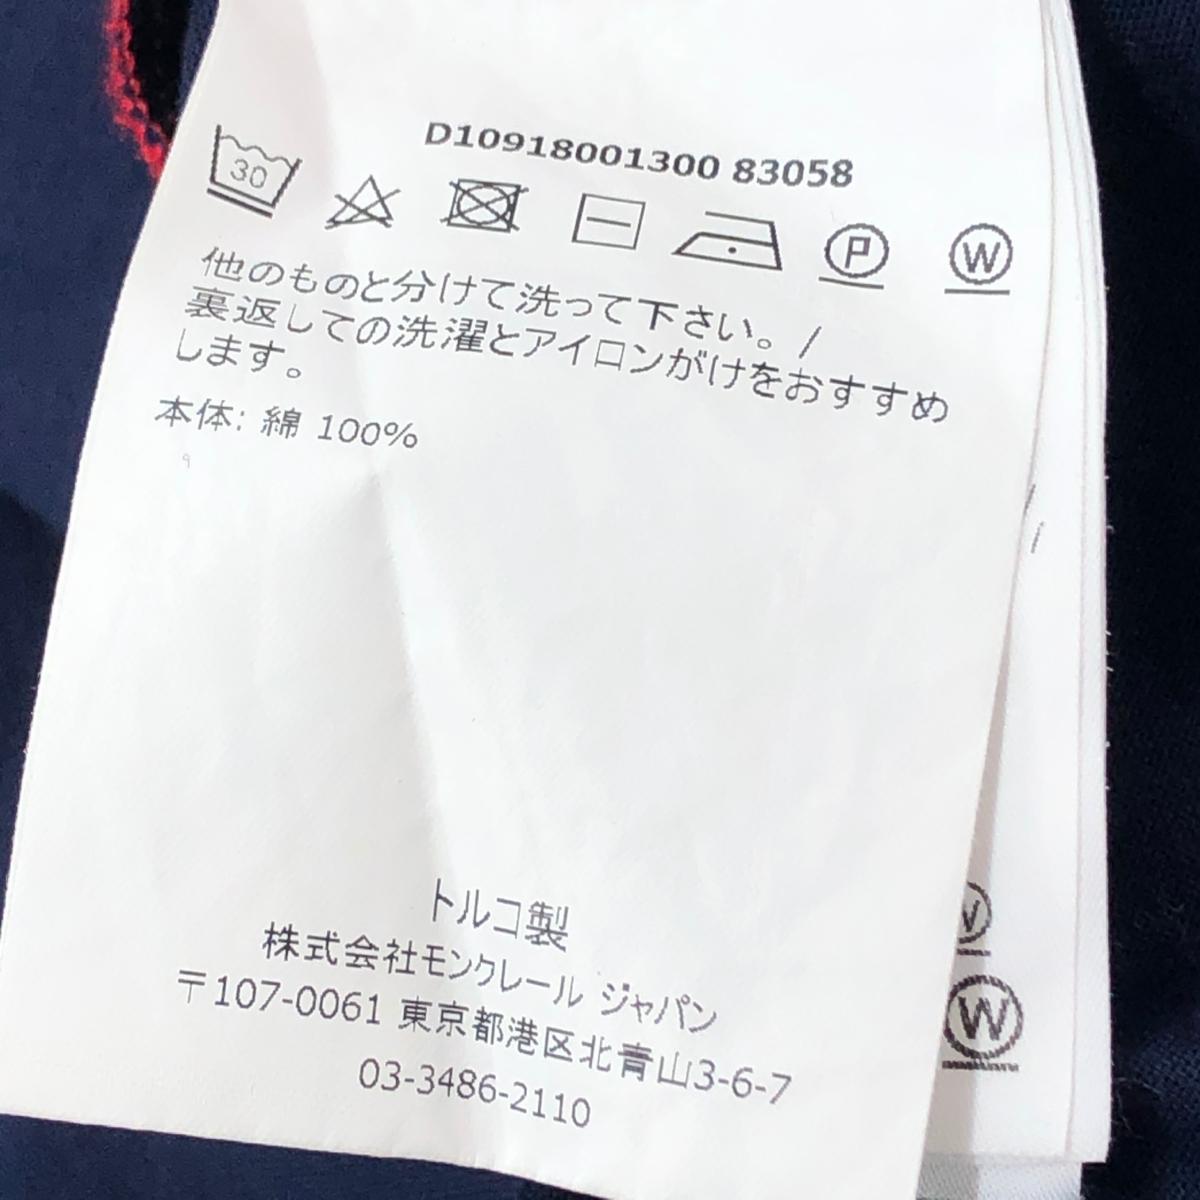 D10918001300 83058
30
P
W
他のものと分けて洗って下さい。/
裏返しての洗濯とアイロンがけをおすすめ
します。
本体: 綿 100%
トルコ製
株式会社モンクレール ジャパン
〒107-0061 東京都港区北青山3-6-7
03-3486-2110
W
W